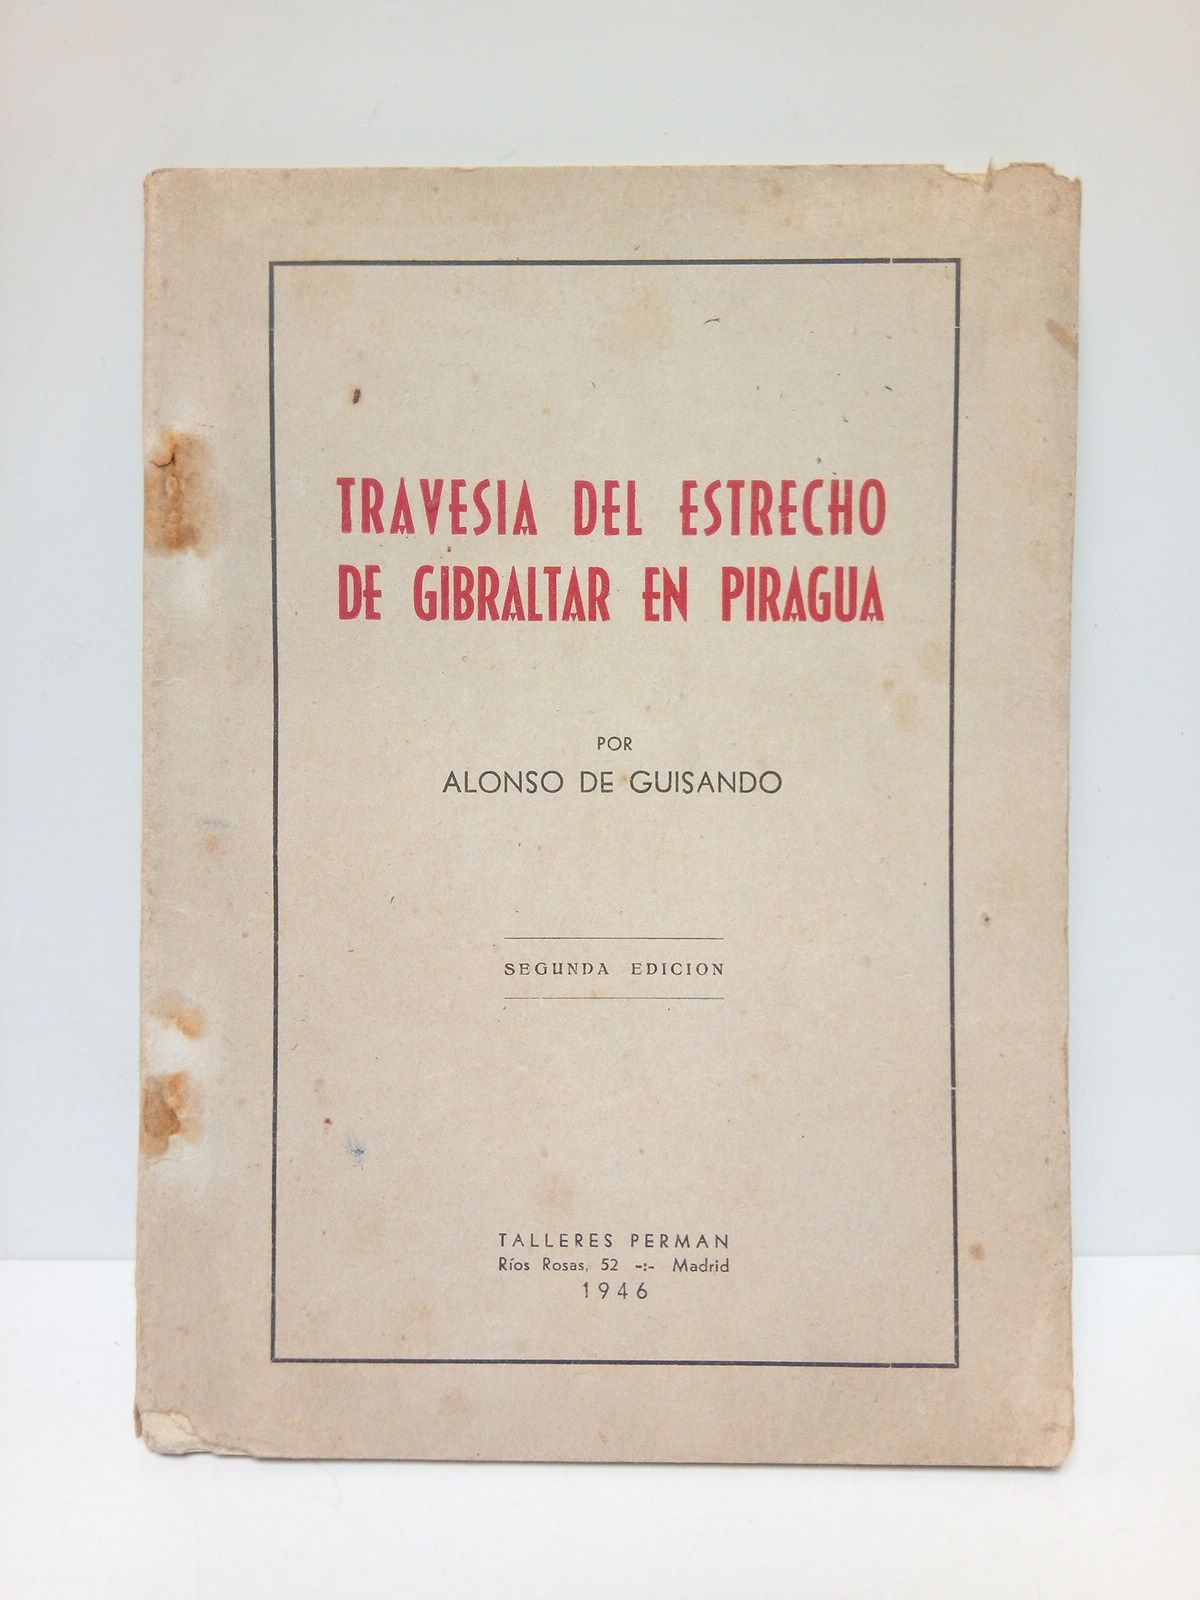 TRAVESIA DEL ESTRECHO
DE GIBRALTAR EN PIRAGUA
POR
ALONSO DE GUISANDO
SEGUNDA EDICION
TALLERES PERMAN
Ríos Rosas, 52 -:- Madrid
1946